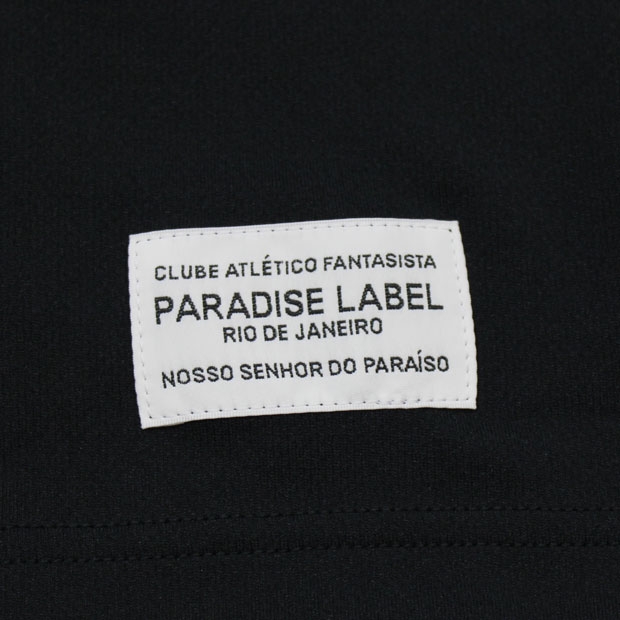 CLUBE ATLÉTICO FANTASISTA
PARADISE LABEL
RIO DE JANEIRO
NOSSO SENHOR DO PARAÍSO